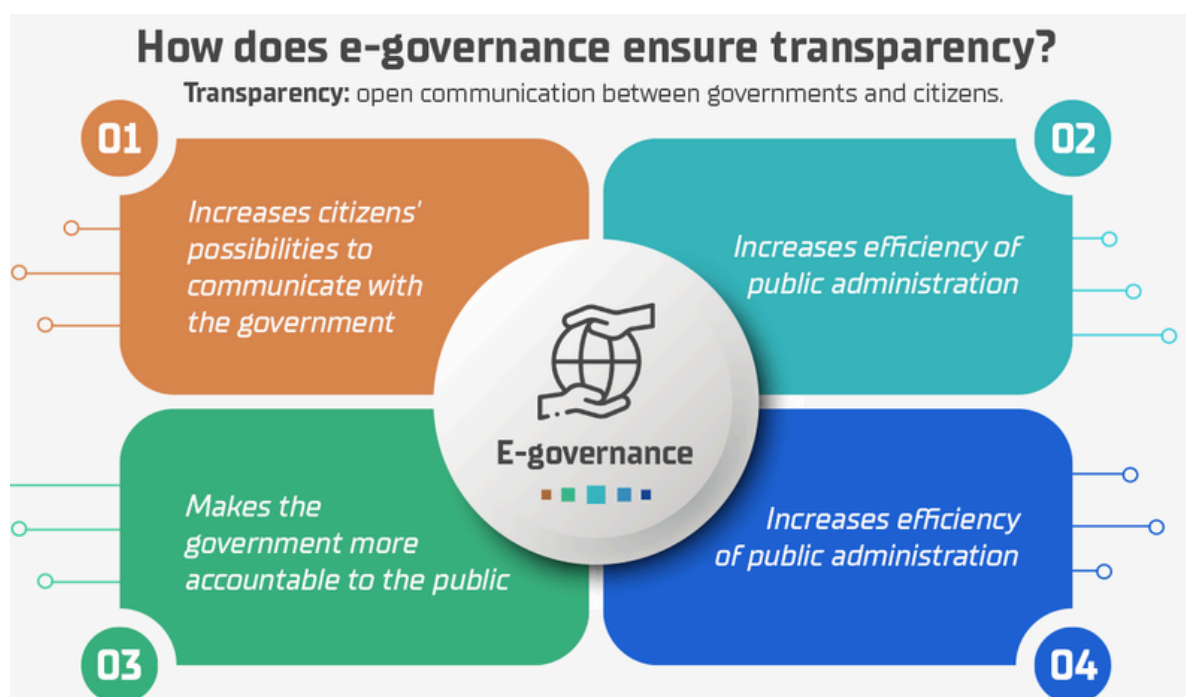 How does e-governance ensure transparency?
Transparency: open communication between governments and citizens.
01
Increases citizens'
possibilities to
communicate with
the government
02
Increases efficiency of
public administration
E-governance
03
Makes the
government more
accountable to the public
04
Increases efficiency
of public administration